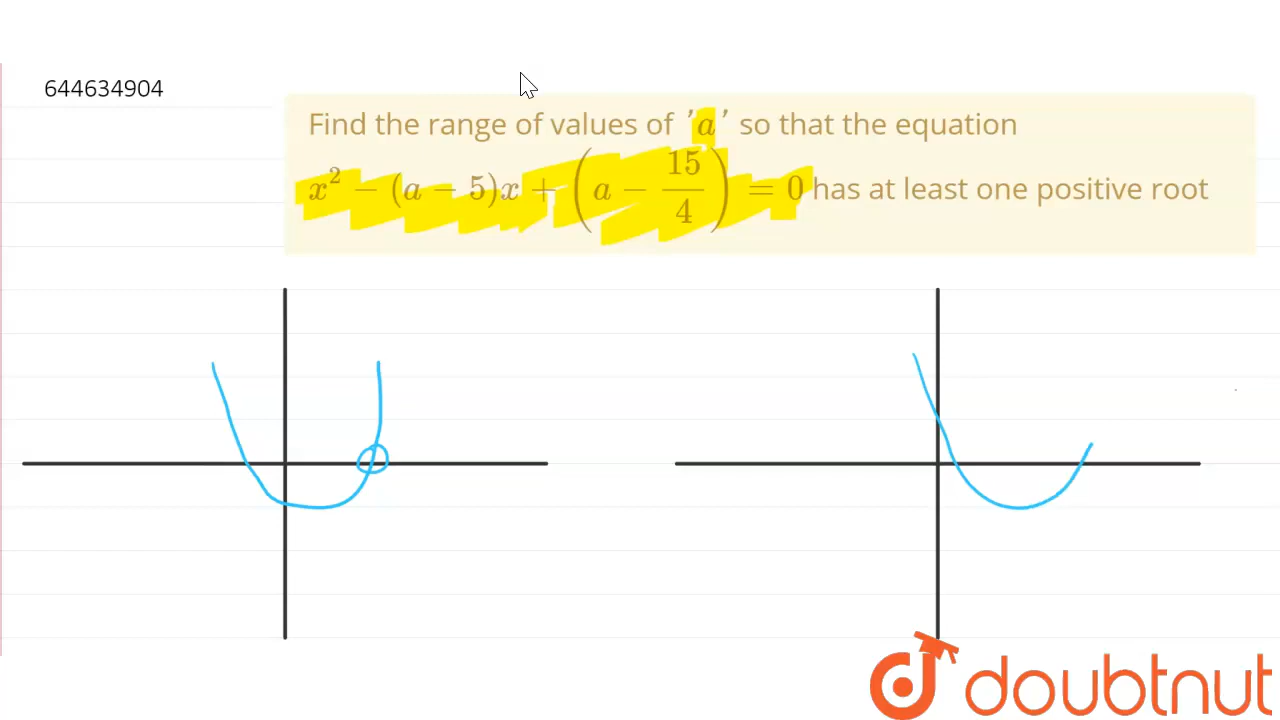 644634904
Find the range of values of 'a' so that the equation
x² − (a − 5)x + (a − 15/4) = 0 has at least one positive root
doubtnut